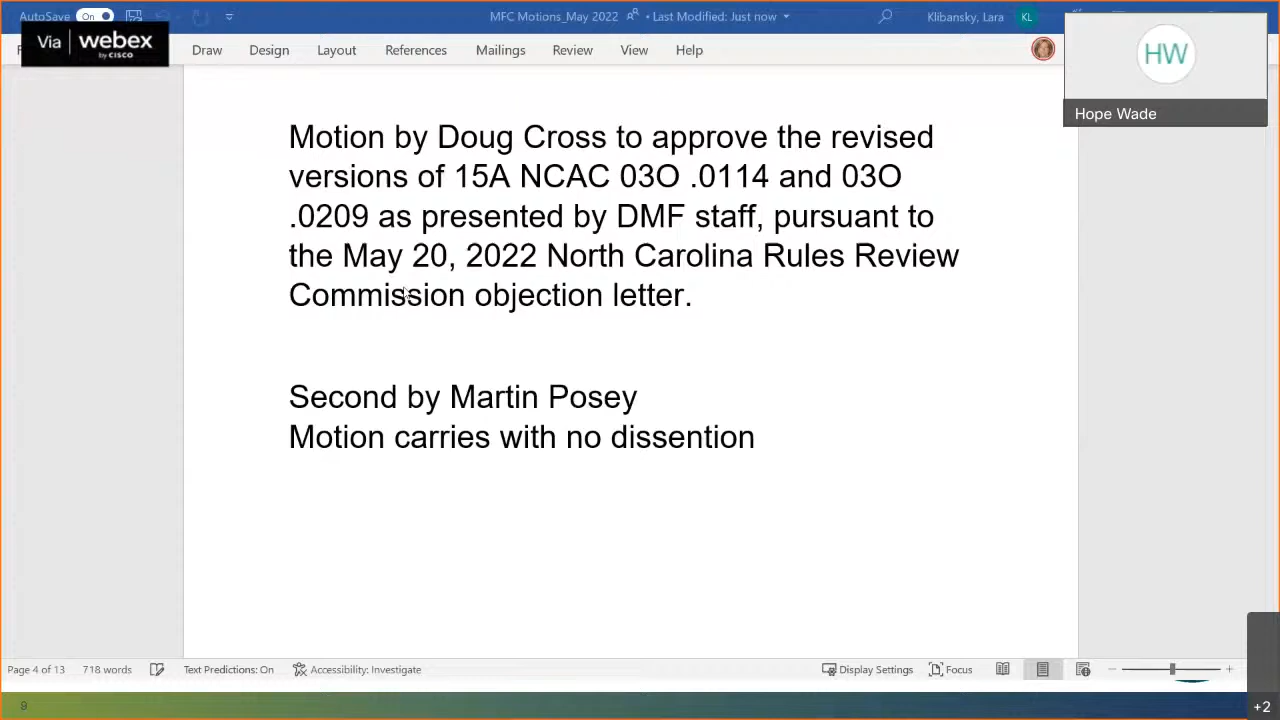 AutoSave On MFC Motions_May 2022 • Last Modified: Just now Klibansky, Lara KL
Via webex
by CISCO
Draw Design Layout References Mailings Review View Help
HW
Hope Wade
Motion by Doug Cross to approve the revised
versions of 15A NCAC 03O .0114 and 03O
.0209 as presented by DMF staff, pursuant to
the May 20, 2022 North Carolina Rules Review
Commission objection letter.
Second by Martin Posey
Motion carries with no dissention
Page 4 of 13 718 words Text Predictions: On Accessibility: Investigate Display Settings Focus
9
+2